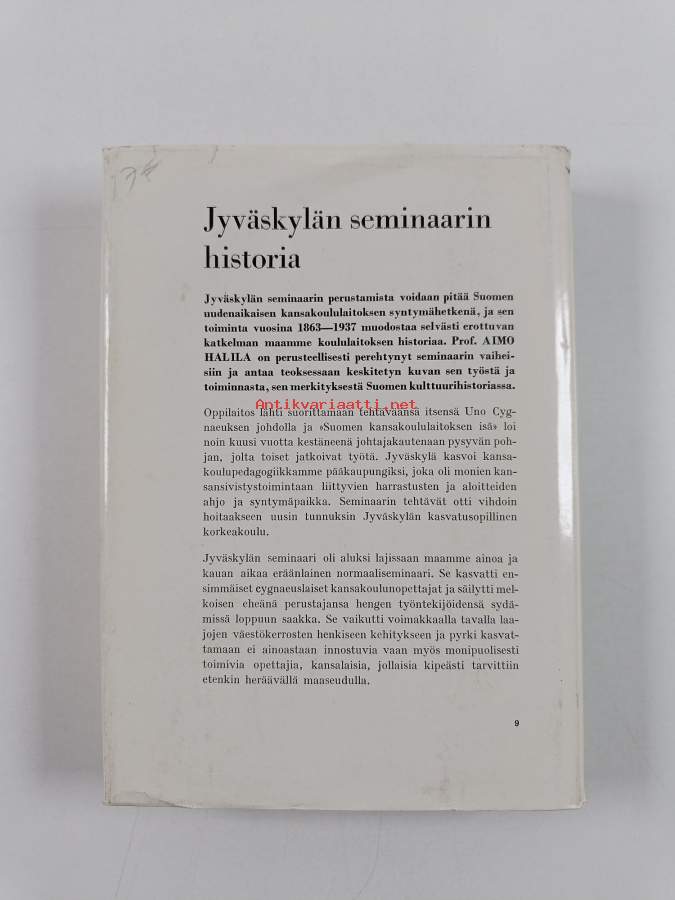 Jyväskylän seminaarin
historia
Jyväskylän seminaarin perustamista voidaan pitää Suomen
uudenaikaisen kansakoululaitoksen syntymähetkenä, ja sen
toiminta vuosina 1863—1937 muodostaa selvästi erottuvan
katkelman maamme koululaitoksen historiaa. Prof. AIMO
HALILA on perusteellisesti perehtynyt seminaarin vaihei-
siin ja antaa teoksessaan keskitetyn kuvan sen työstä ja
toiminnasta, sen merkityksestä Suomen kulttuurihistoriassa.
Antikvariaatti.net
Oppilaitos lähti suorittamaan tehtäväänsä itsensä Uno Cyg-
naeuksen johdolla ja »Suomen kansakoululaitoksen isä» loi
noin kuusi vuotta kestäneenä johtajakautenaan pysyvän poh-
jan, jolta toiset jatkoivat työtä. Jyväskylä kasvoi kansa-
koulupedagogiikkamme pääkaupungiksi, joka oli monien kan-
sansivistystoimintaan liittyvien harrastusten ja aloitteiden
ahjo ja syntymäpaikka. Seminaarin tehtävät otti vihdoin
hoitaakseen uusin tunnuksin Jyväskylän kasvatusopillinen
korkeakoulu.
Jyväskylän seminaari oli aluksi lajissaan maamme ainoa ja
kauan aikaa eräänlainen normaaliseminaari. Se kasvatti en-
simmäiset cygnaeuslaiset kansakoulunopettajat ja säilytti mel-
koisen eheänä perustajansa hengen työntekijöidensä sydä-
missä loppuun saakka. Se vaikutti voimakkaalla tavalla laa-
jojen väestökerrosten henkiseen kehitykseen ja pyrki kasvat-
tamaan ei ainoastaan innostuvia vaan myös monipuolisesti
toimivia opettajia, kansalaisia, jollaisia kipeästi tarvittiin
etenkin heräävällä maaseudulla.
9